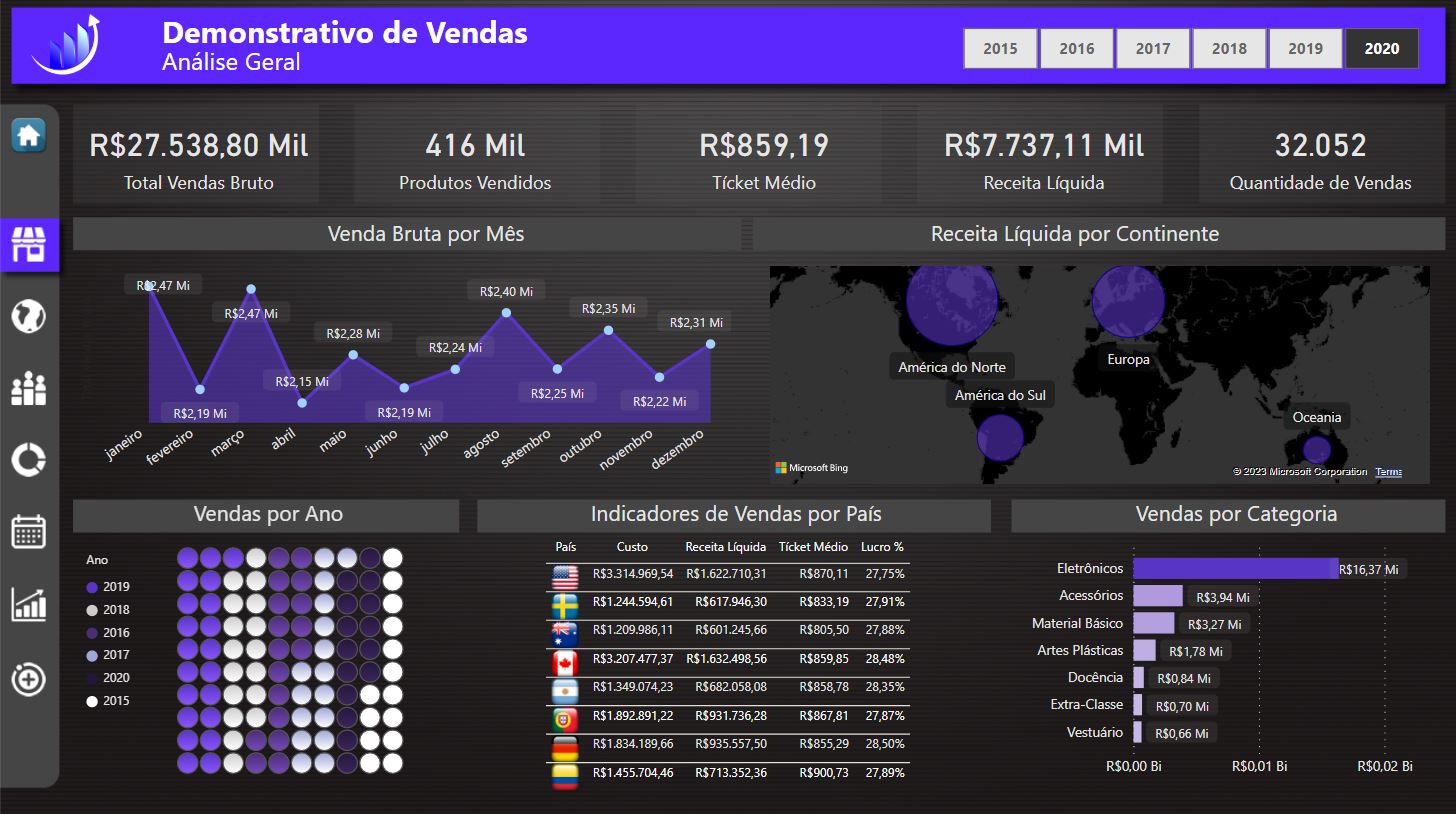 Demonstrativo de Vendas
Análise Geral
2015 2016 2017 2018 2019 2020
R$27.538,80 Mil
Total Vendas Bruto
416 Mil
Produtos Vendidos
R$859,19
Tícket Médio
R$7.737,11 Mil
Receita Líquida
32.052
Quantidade de Vendas
Venda Bruta por Mês
R$2,47 Mi
R$2,19 Mi
R$2,47 Mi
R$2,15 Mi
R$2,28 Mi
R$2,19 Mi
R$2,24 Mi
R$2,40 Mi
R$2,25 Mi
R$2,35 Mi
R$2,22 Mi
R$2,31 Mi
janeiro
fevereiro
março
abril
maio
junho
julho
agosto
setembro
outubro
novembro
dezembro
Receita Líquida por Continente
América do Norte
Europa
América do Sul
Oceania
Microsoft Bing
© 2023 Microsoft Corporation Terms
Vendas por Ano
Ano
2019
2018
2016
2017
2020
2015
Indicadores de Vendas por País
País Custo Receita Líquida Tícket Médio Lucro %
R$3.314.969,54 R$1.622.710,31 R$870,11 27,75%
R$1.244.594,61 R$617.946,30 R$833,19 27,91%
R$1.209.986,11 R$601.245,66 R$805,50 27,88%
R$3.207.477,37 R$1.632.498,56 R$859,85 28,48%
R$1.349.074,23 R$682.058,08 R$858,78 28,35%
R$1.892.891,22 R$931.736,28 R$867,81 27,87%
R$1.834.189,66 R$935.557,50 R$855,29 28,50%
R$1.455.704,46 R$713.352,36 R$900,73 27,89%
Vendas por Categoria
Eletrônicos R$16,37 Mi
Acessórios R$3,94 Mi
Material Básico R$3,27 Mi
Artes Plásticas R$1,78 Mi
Docência R$0,84 Mi
Extra-Classe R$0,70 Mi
Vestuário R$0,66 Mi
R$0,00 Bi R$0,01 Bi R$0,02 Bi